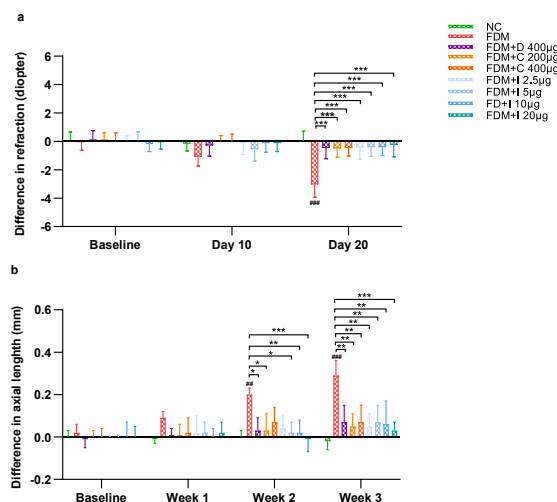 a
Difference in refraction (diopter)
6
4
2
0
-2
-4
-6
***
***
***
***
***
***
***
###
Baseline
Day 10
Day 20
NC
FDM
FDM+D 400μg
FDM+C 200μg
FDM+C 400μg
FDM+I 2.5μg
FDM+I 5μg
FD+I 10μg
FDM+I 20μg
b
Difference in axial lenghth (mm)
0.6
0.4
0.2
0.0
-0.2
***
**
*
*
*
##
***
**
**
**
**
**
**
###
Baseline
Week 1
Week 2
Week 3